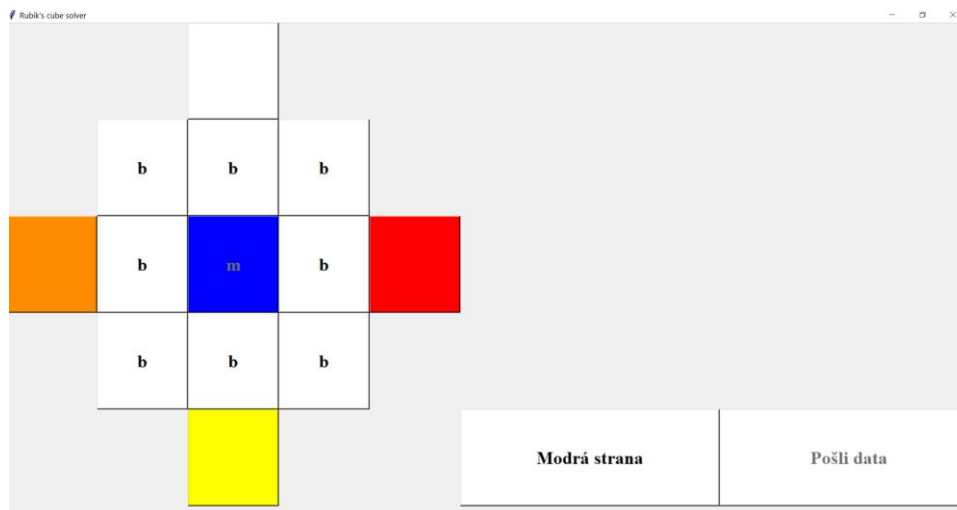 Rubik's cube solver
b b b
b m b
b b b
Modrá strana Pošli data